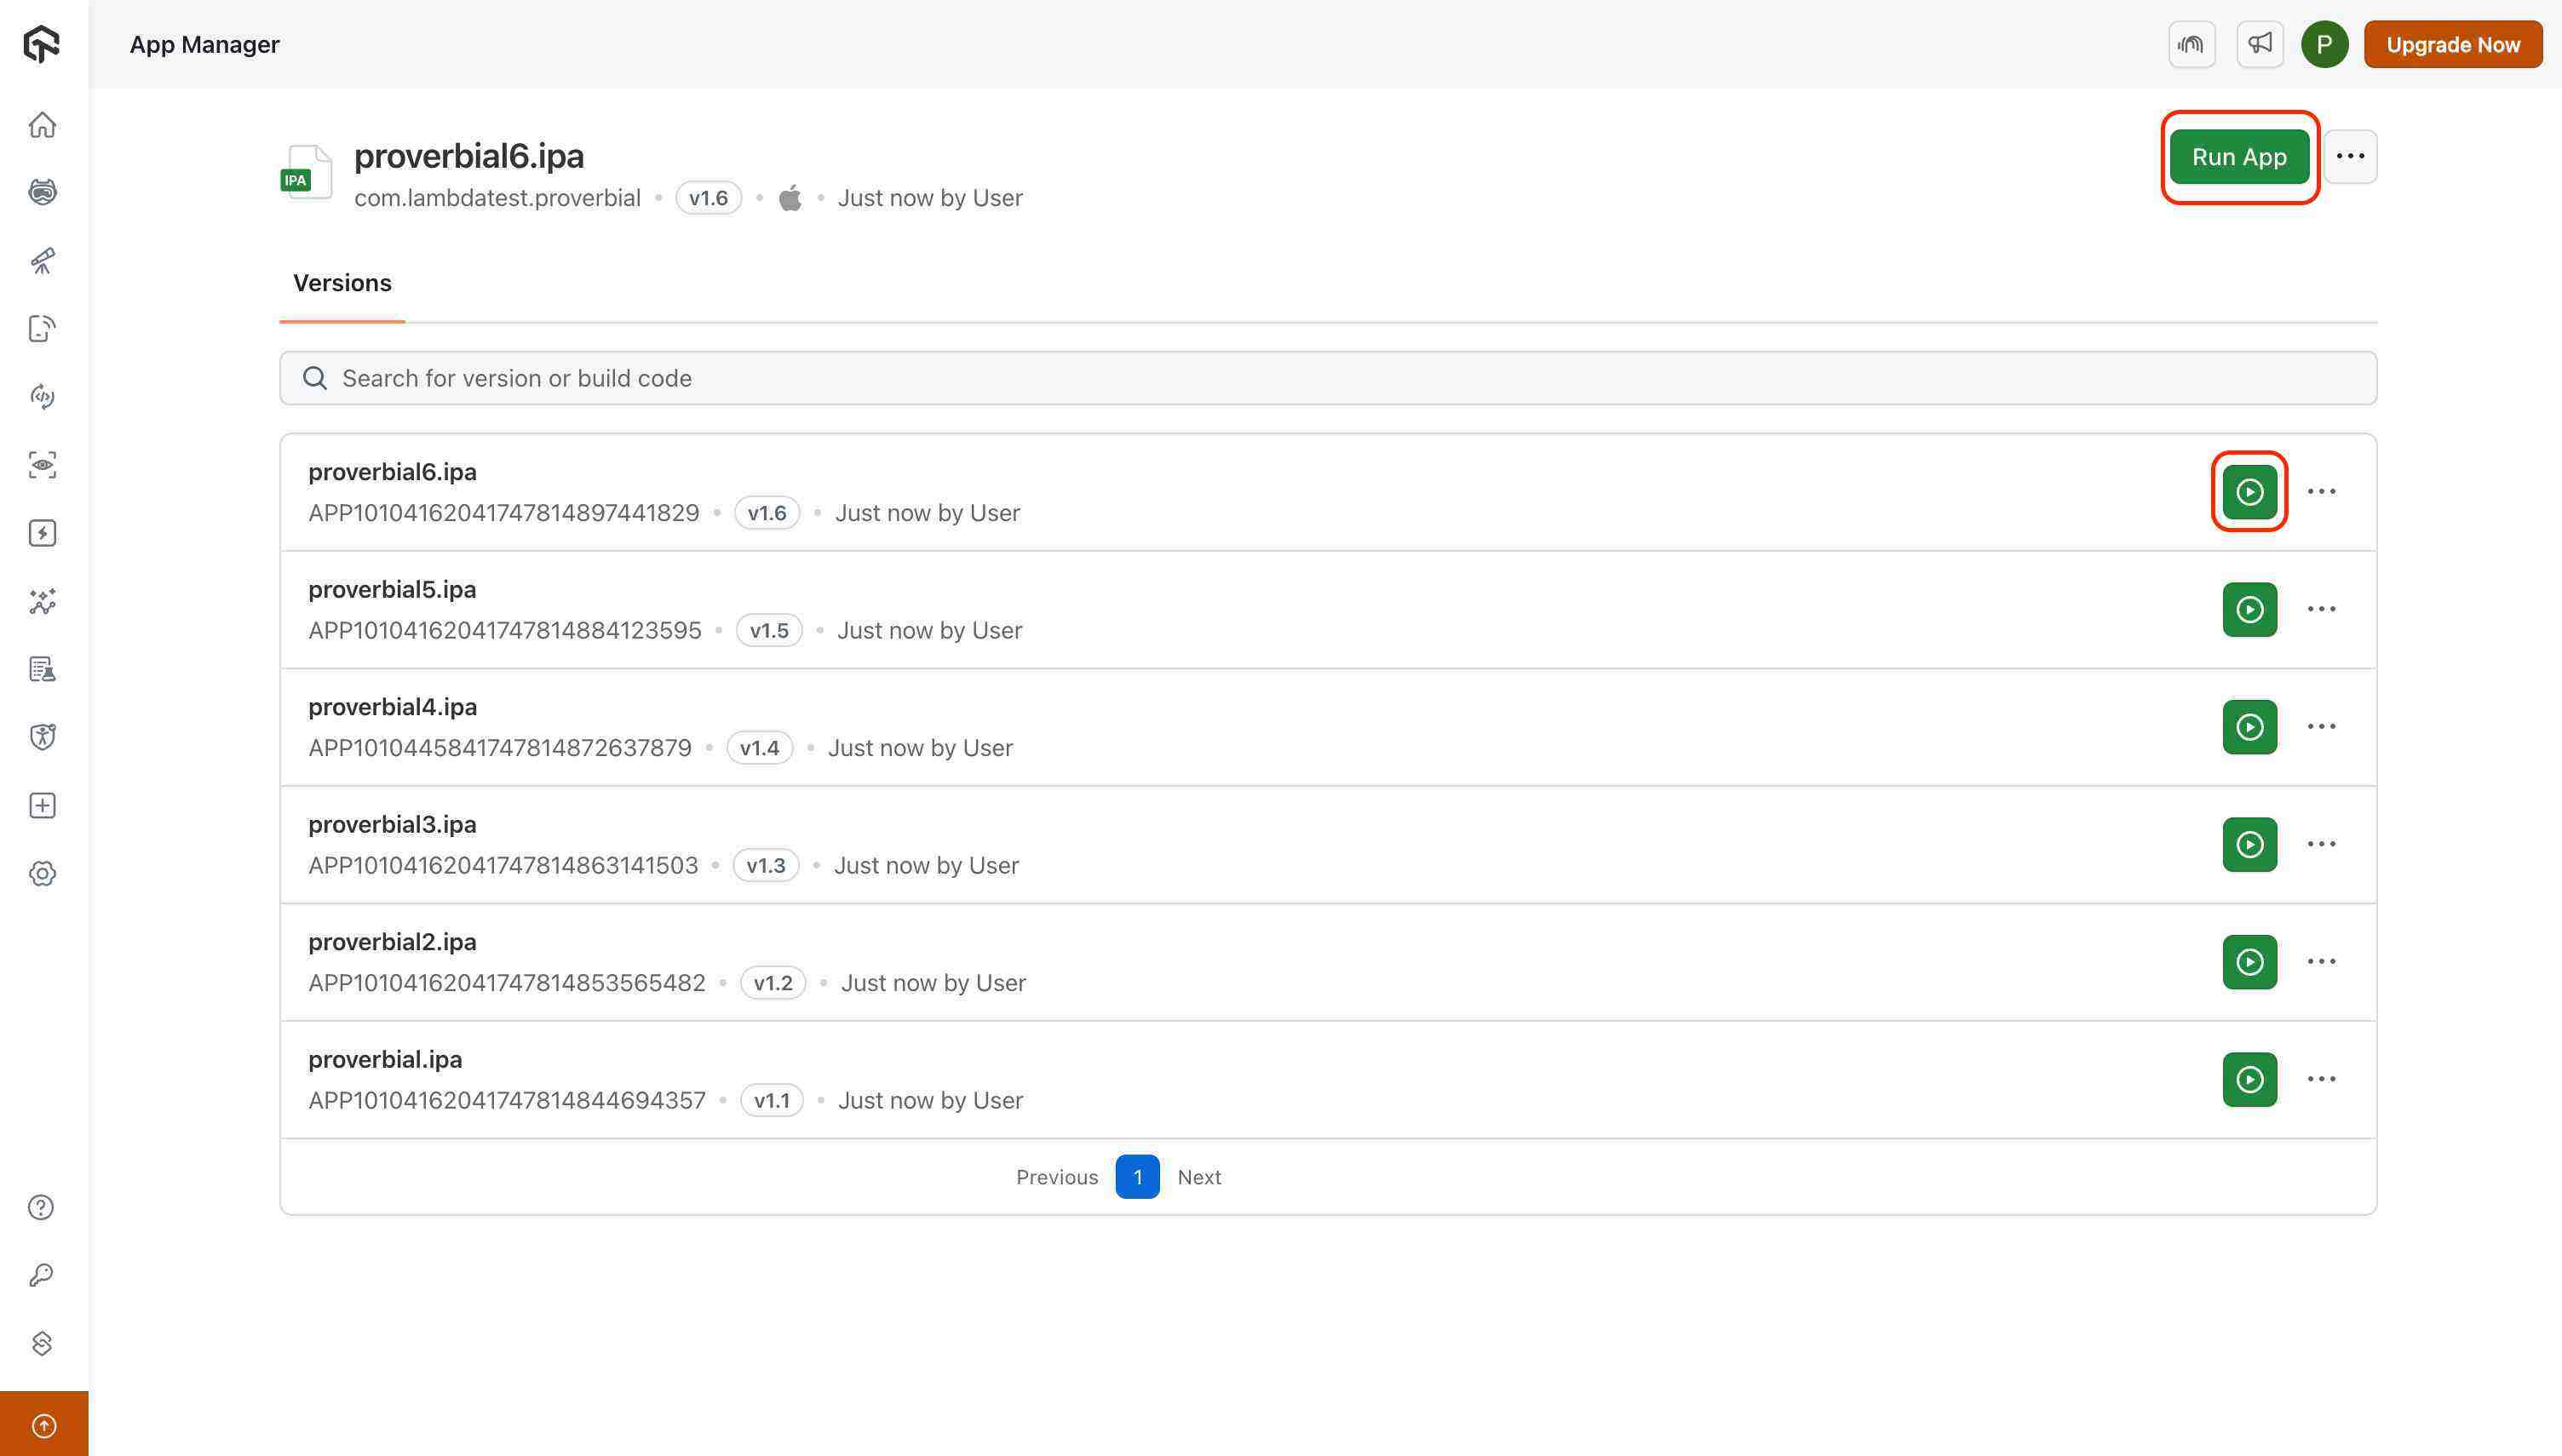 App Manager
P
Upgrade Now
IPA
proverbial6.ipa
com.lambdatest.proverbial • v1.6 • • Just now by User
Run App
Versions
Search for version or build code
proverbial6.ipa
APP10104162041747814897441829 • v1.6 • Just now by User
proverbial5.ipa
APP10104162041747814884123595 • v1.5 • Just now by User
proverbial4.ipa
APP1010445841747814872637879 • v1.4 • Just now by User
proverbial3.ipa
APP10104162041747814863141503 • v1.3 • Just now by User
proverbial2.ipa
APP10104162041747814853565482 • v1.2 • Just now by User
proverbial.ipa
APP10104162041747814844694357 • v1.1 • Just now by User
Previous 1 Next